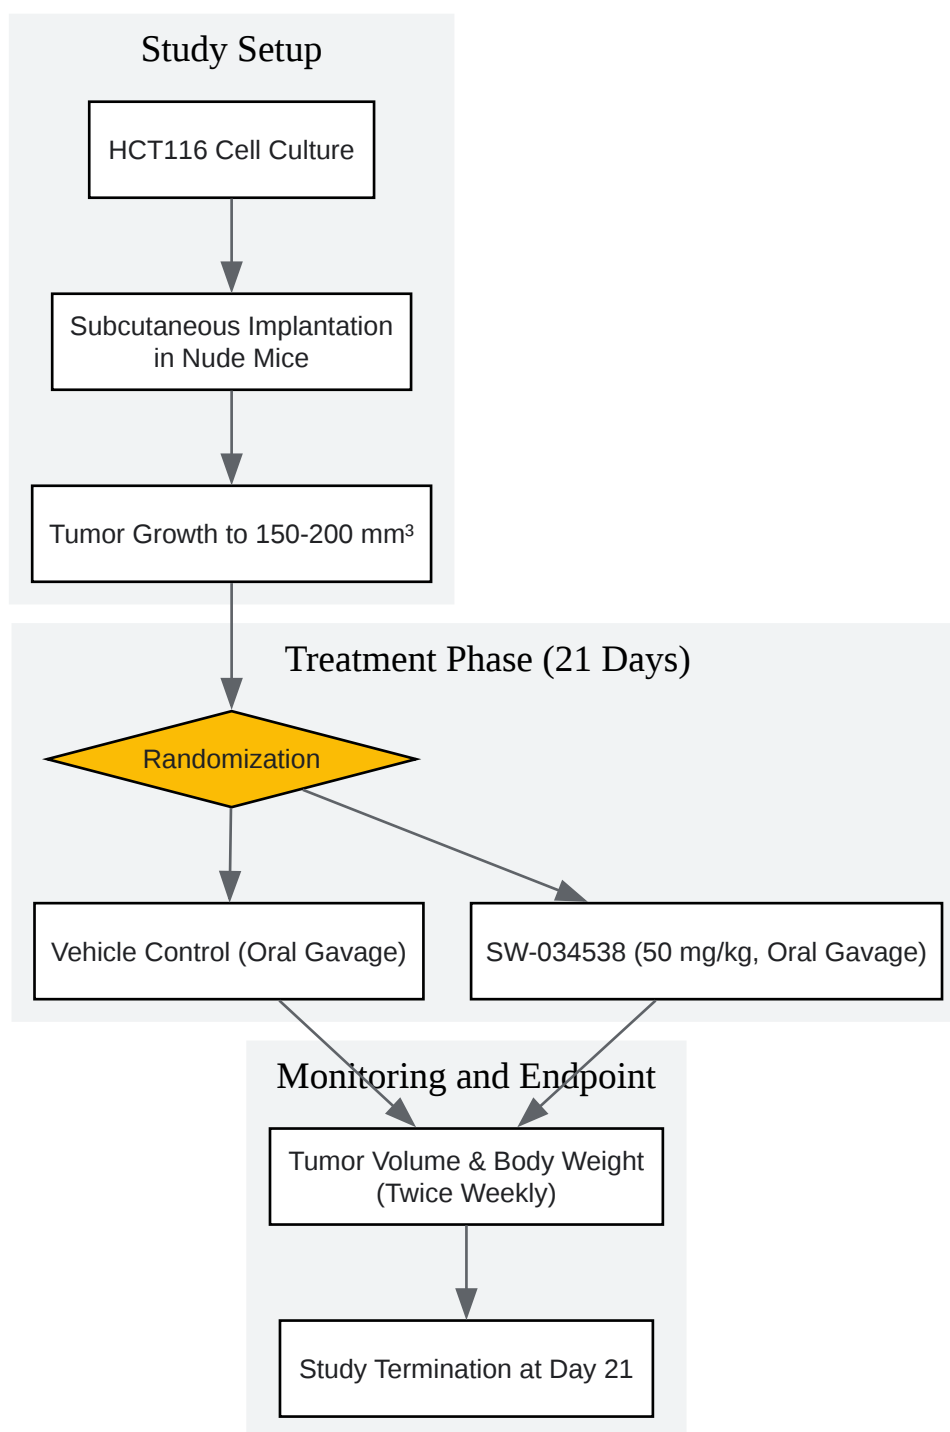 Study Setup
HCT116 Cell Culture
Subcutaneous Implantation
in Nude Mice
Tumor Growth to 150-200 mm³
Treatment Phase (21 Days)
Randomization
Vehicle Control (Oral Gavage)
SW-034538 (50 mg/kg, Oral Gavage)
Monitoring and Endpoint
Tumor Volume & Body Weight
(Twice Weekly)
Study Termination at Day 21